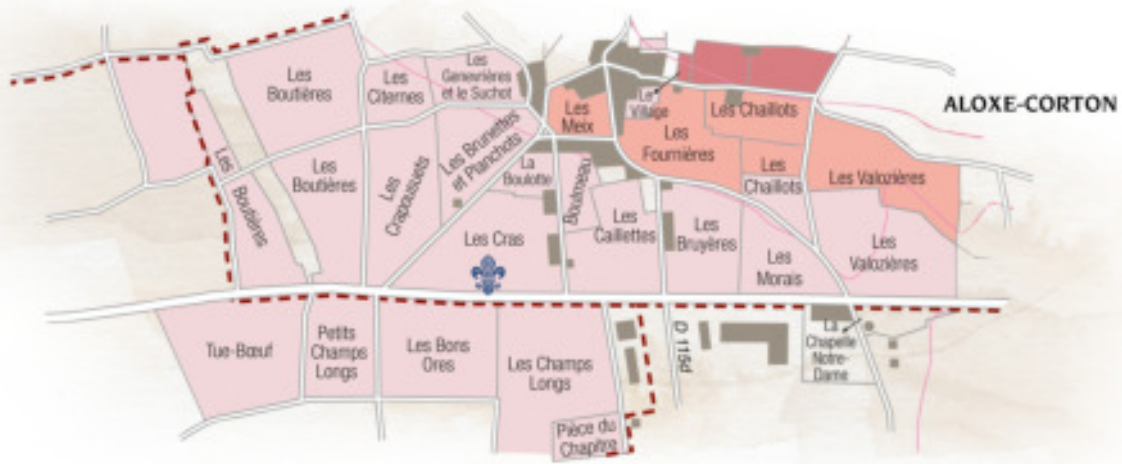 Les
Boutières
Les
Citernes
Les
Genevrières
et le Suchot
Les
Meix
Le
Village
Les Chaillots
ALOXE-CORTON
Les
Boutières
Les
Boutières
Les
Crapousuets
Les Brunettes
et Planchots
La
Boulotte
Boulmeau
Les
Fournières
Les
Chaillots
Les Valozières
Les Cras
Les
Caillettes
Les
Bruyères
Les
Morais
Les
Valozières
Tue-Bœuf
Petits
Champs
Longs
Les Bons
Ores
Les Champs
Longs
D 115d
La
Chapelle
Notre-
Dame
Pièce du
Chapitre